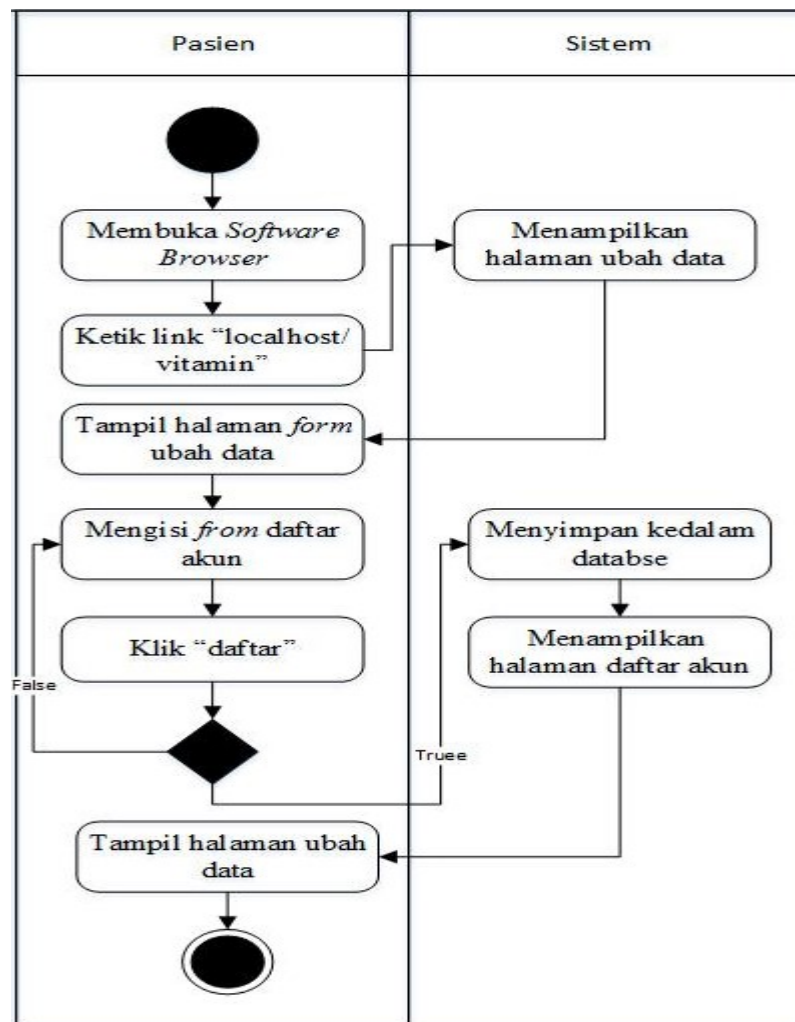 Pasien
Sistem
Membuka Software
Browser
Menampilkan
halaman ubah data
Ketik link “localhost/
vitamin”
Tampil halaman form
ubah data
Mengisi from daftar
akun
Menyimpan kedalam
databse
Klik “daftar”
Menampilkan
halaman daftar akun
False
Truee
Tampil halaman ubah
data